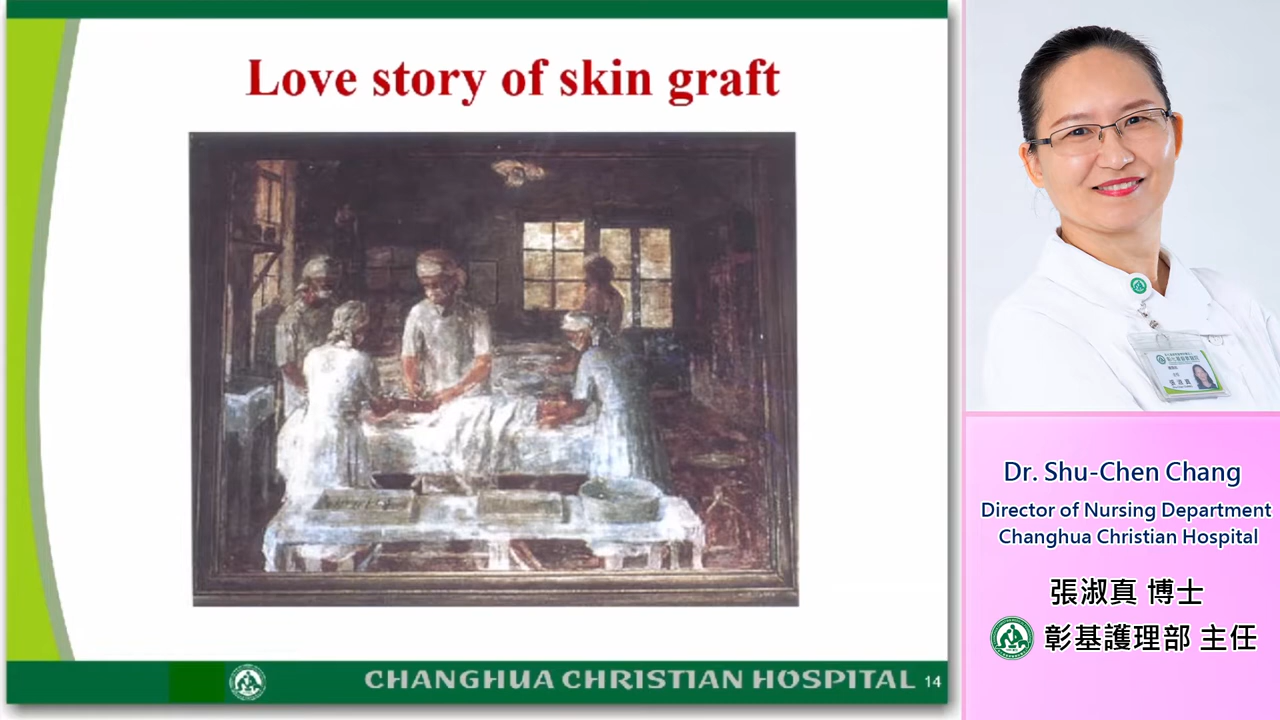 Love story of skin graft
CHANGHUA CHRISTIAN HOSPITAL 14
Dr. Shu-Chen Chang
Director of Nursing Department
Changhua Christian Hospital
張淑真 博士
彰基護理部 主任